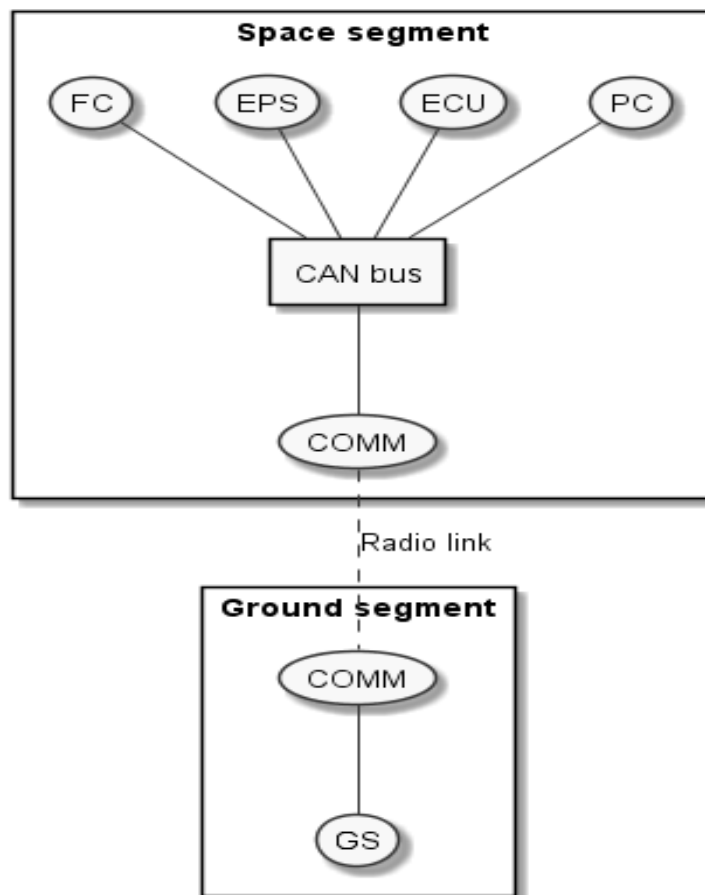 Space segment
FC
EPS
ECU
PC
CAN bus
COMM
Radio link
Ground segment
COMM
GS